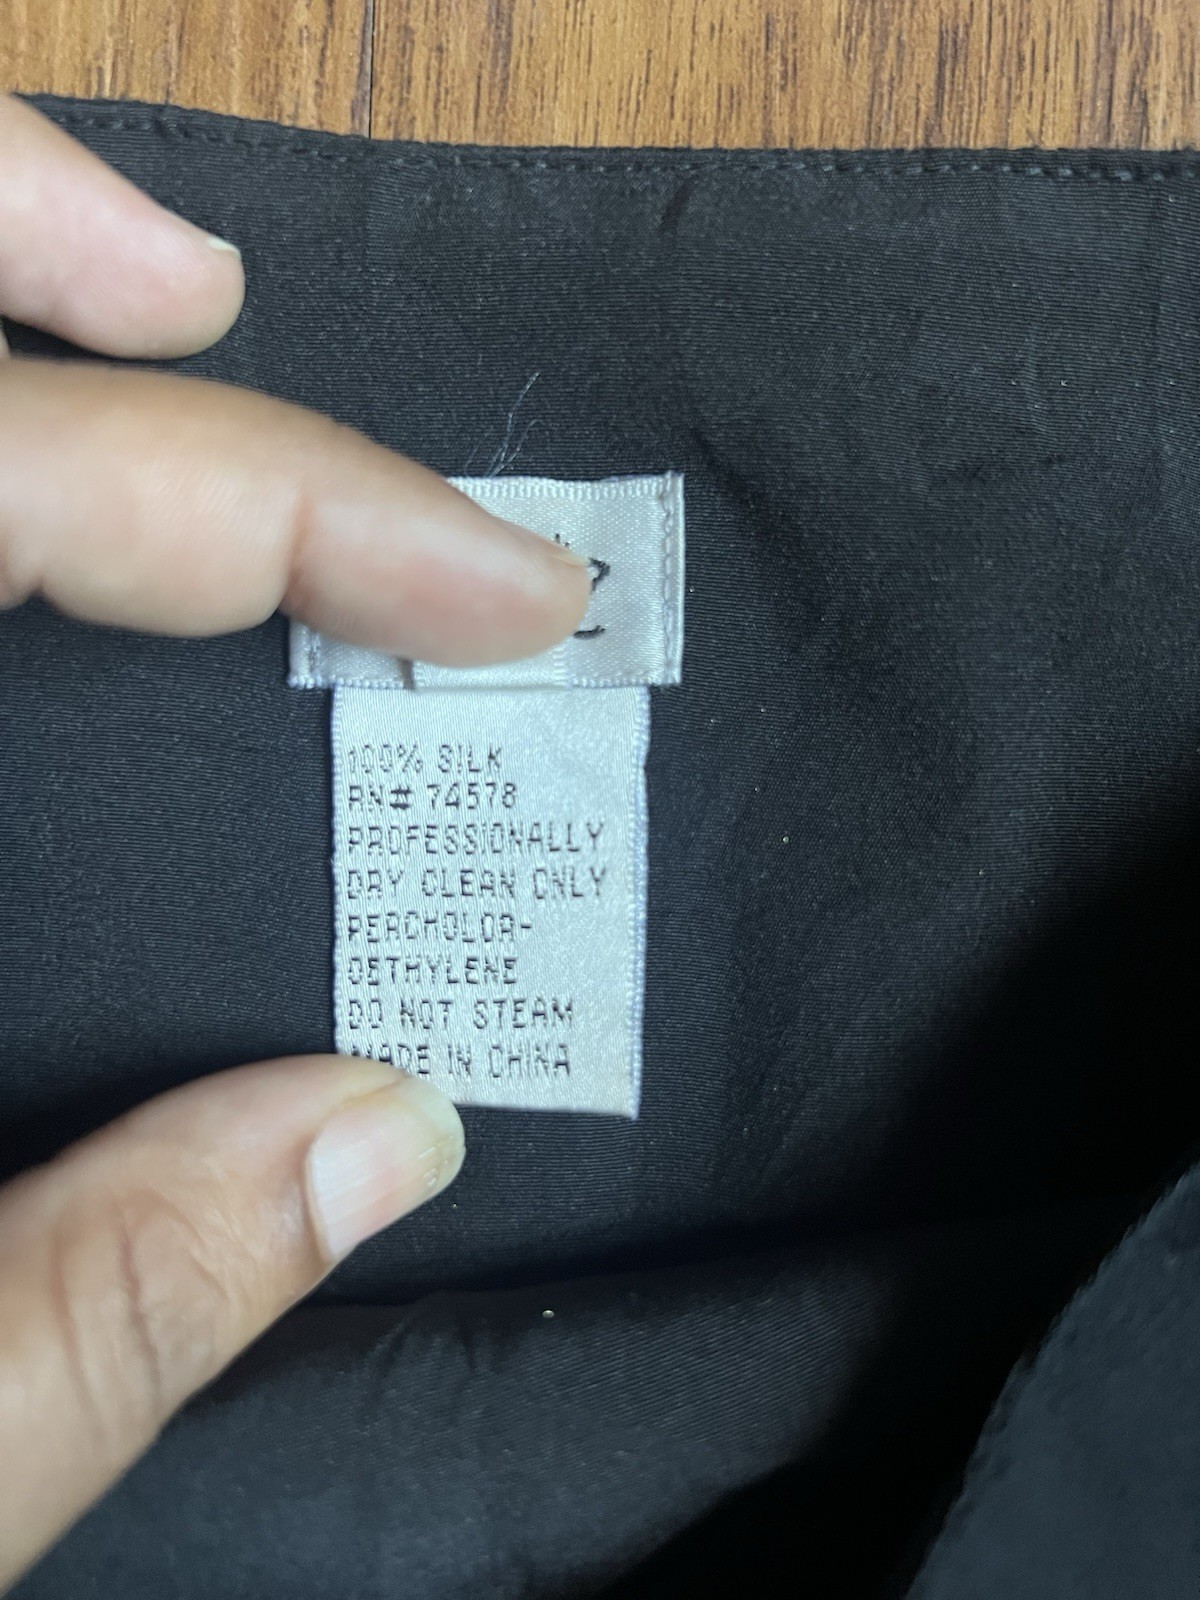 100% SILK
RN# 74578
PROFESSIONALLY
DRY CLEAN ONLY
PERCHOLOR-
OETHYLENE
DO NOT STEAM
MADE IN CHINA